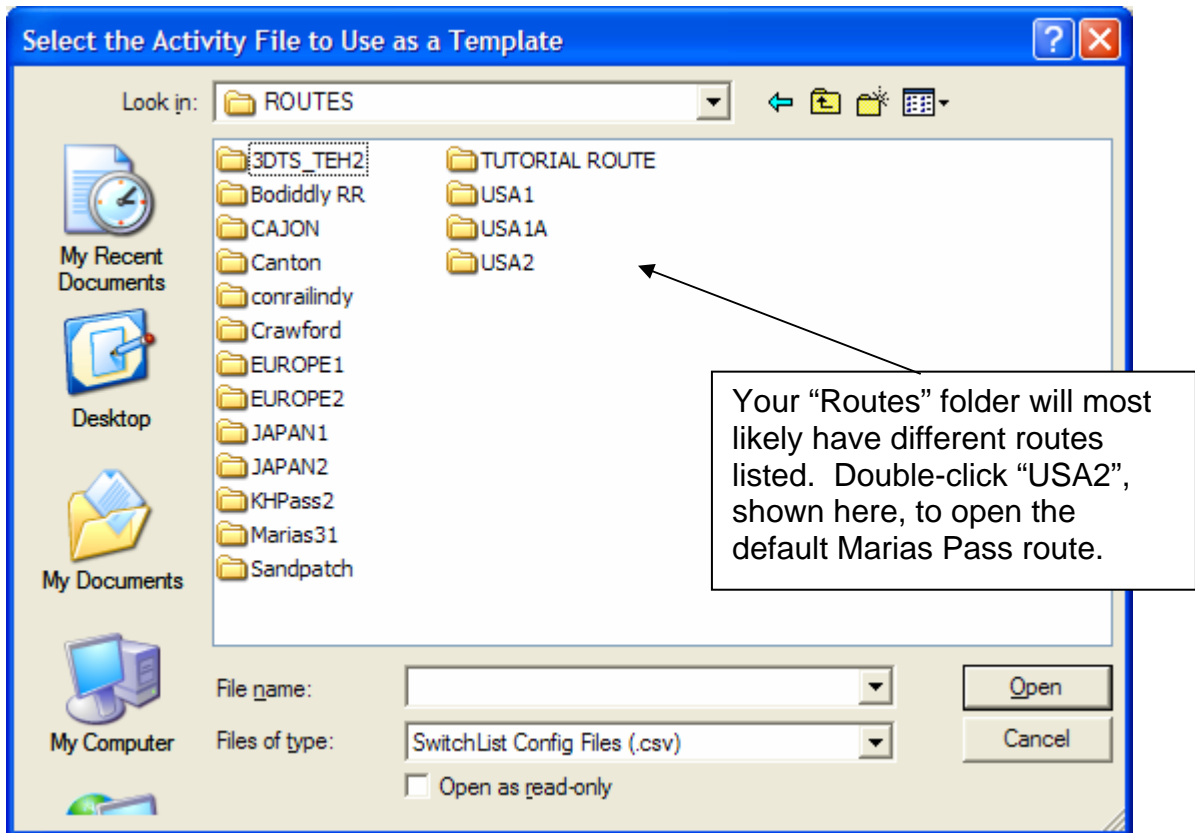 Select the Activity File to Use as a Template
Look in:
ROUTES
My Recent
Documents
Desktop
My Documents
My Computer
3DTS_TEH2
Bodiddly RR
CAJON
Canton
conrailindy
Crawford
EUROPE1
EUROPE2
JAPAN1
JAPAN2
KHPass2
Marias31
Sandpatch
TUTORIAL ROUTE
USA1
USA1A
USA2
Your “Routes” folder will most
likely have different routes
listed. Double-click “USA2”,
shown here, to open the
default Marias Pass route.
File name:
Open
Files of type:
SwitchList Config Files (.csv)
Cancel
Open as read-only